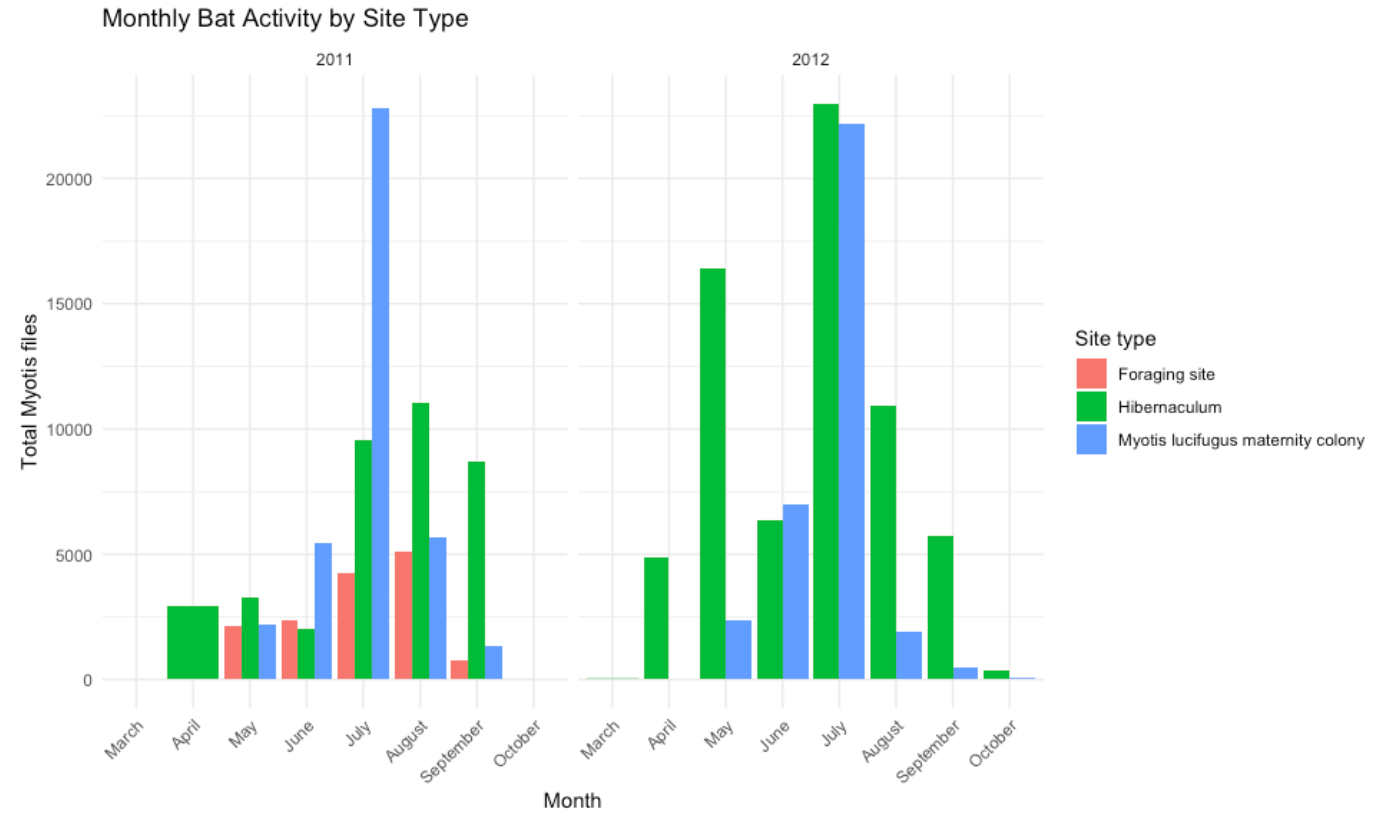 Monthly Bat Activity by Site Type
2011
2012
Total Myotis files
20000
15000
10000
5000
0
March
April
May
June
July
August
September
October
March
April
May
June
July
August
September
October
Month
Site type
Foraging site
Hibernaculum
Myotis lucifugus maternity colony